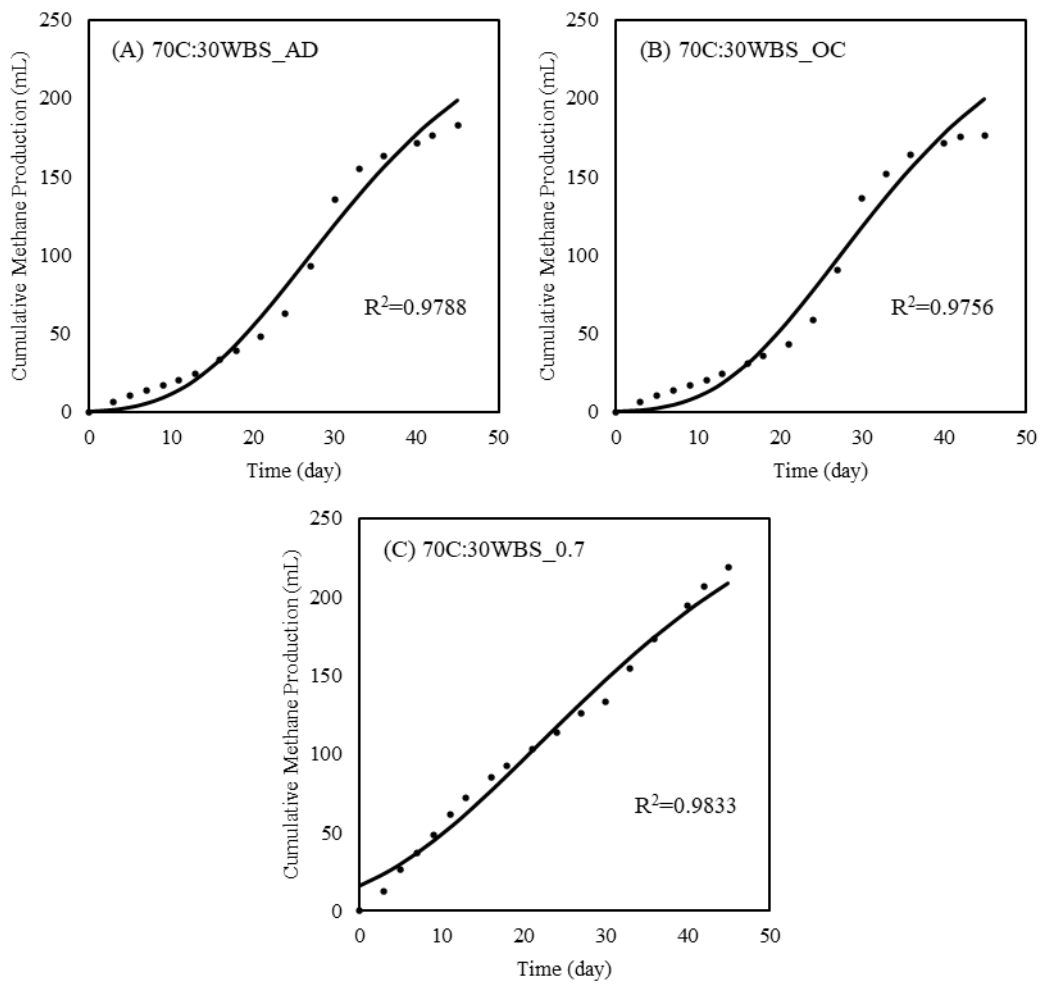 (A) 70C:30WBS_AD
Cumulative Methane Production (mL)
250
200
150
100
50
0
R²=0.9788
0 10 20 30 40 50
Time (day)
(B) 70C:30WBS_OC
Cumulative Methane Production (mL)
250
200
150
100
50
0
R²=0.9756
0 10 20 30 40 50
Time (day)
(C) 70C:30WBS_0.7
Cumulative Methane Production (mL)
250
200
150
100
50
0
R²=0.9833
0 10 20 30 40 50
Time (day)